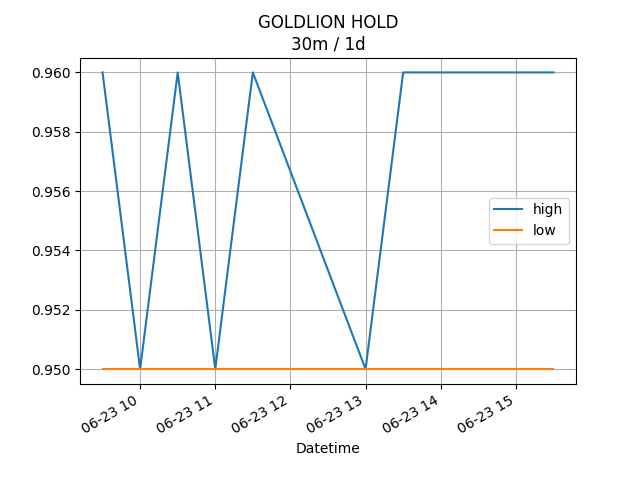 GOLDLION HOLD
30m / 1d
0.960
0.958
0.956
0.954
0.952
0.950
high
low
06-23 10
06-23 11
06-23 12
06-23 13
06-23 14
06-23 15
Datetime